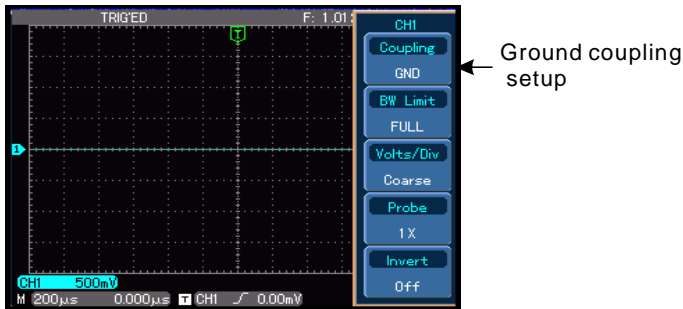 TRIG'ED F: 1.01
T
CH1
Coupling
GND
BW Limit
FULL
Volts/Div
Coarse
Probe
1X
Invert
Off
1
CH1 500mV
M 200µs 0.000µs T CH1 0.00mV
Ground coupling
setup